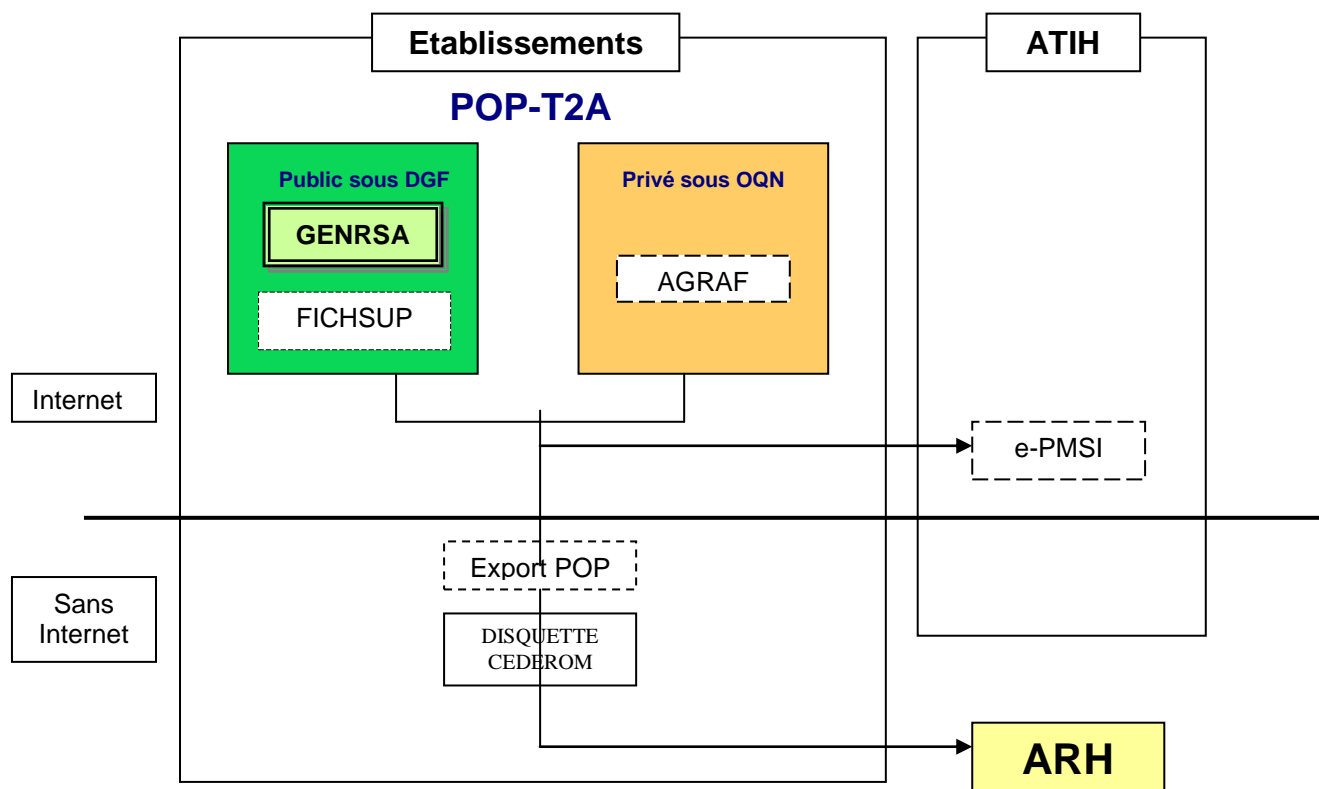 Etablissements
ATIH
POP-T2A
Public sous DGF
Privé sous OQN
GENRSA
AGRAF
FICHSUP
Internet
e-PMSI
Export POP
Sans
Internet
DISQUETTE
CEDEROM
ARH